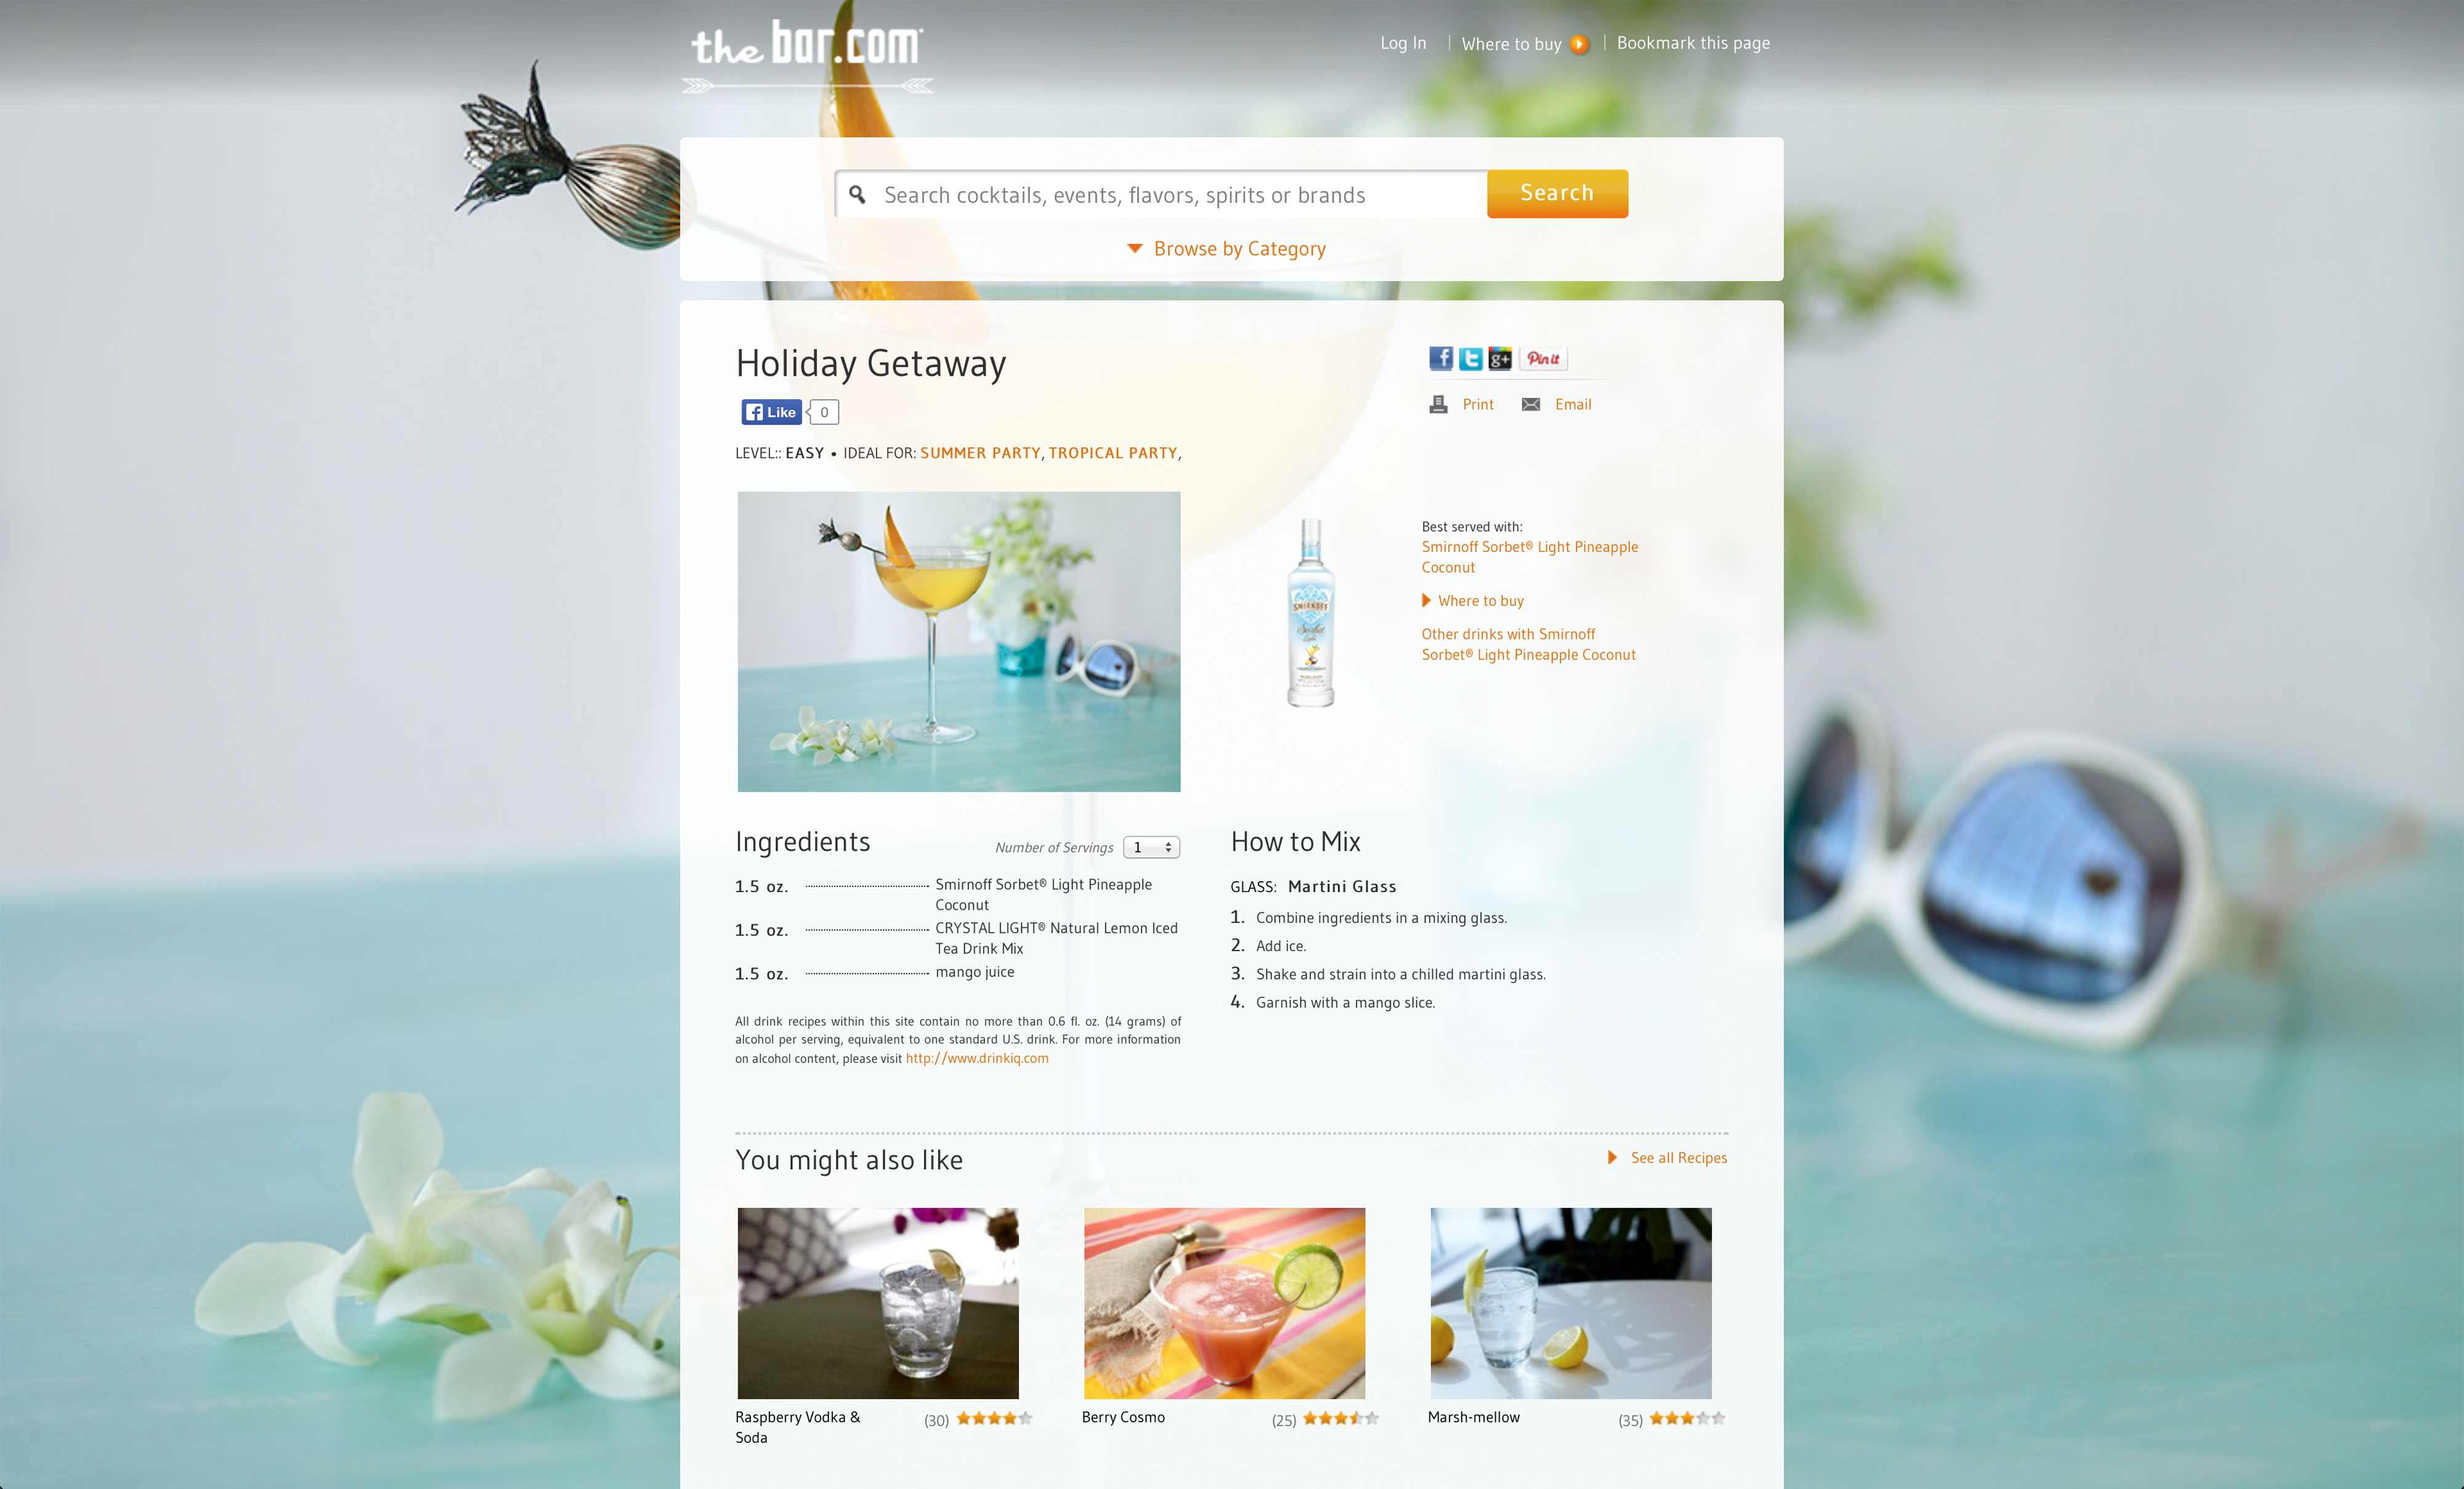 the bar.com
Log In
Where to buy
Bookmark this page
Search cocktails, events, flavors, spirits or brands
Search
Browse by Category
Holiday Getaway
Like
0
LEVEL:: EASY • IDEAL FOR: SUMMER PARTY, TROPICAL PARTY,
f t g+ Pin it
Print
Email
SMIRNOFF
Sorbet
Light
Best served with:
Smirnoff Sorbet® Light Pineapple
Coconut
Where to buy
Other drinks with Smirnoff
Sorbet® Light Pineapple Coconut
Ingredients
Number of Servings 1
1.5 oz. Smirnoff Sorbet® Light Pineapple
Coconut
1.5 oz. CRYSTAL LIGHT® Natural Lemon Iced
Tea Drink Mix
1.5 oz. mango juice
All drink recipes within this site contain no more than 0.6 fl. oz. (14 grams) of
alcohol per serving, equivalent to one standard U.S. drink. For more information
on alcohol content, please visit http://www.drinkiq.com
How to Mix
GLASS: Martini Glass
1. Combine ingredients in a mixing glass.
2. Add ice.
3. Shake and strain into a chilled martini glass.
4. Garnish with a mango slice.
You might also like
See all Recipes
Raspberry Vodka &
Soda
(30)
Berry Cosmo
(25)
Marsh-mellow
(35)